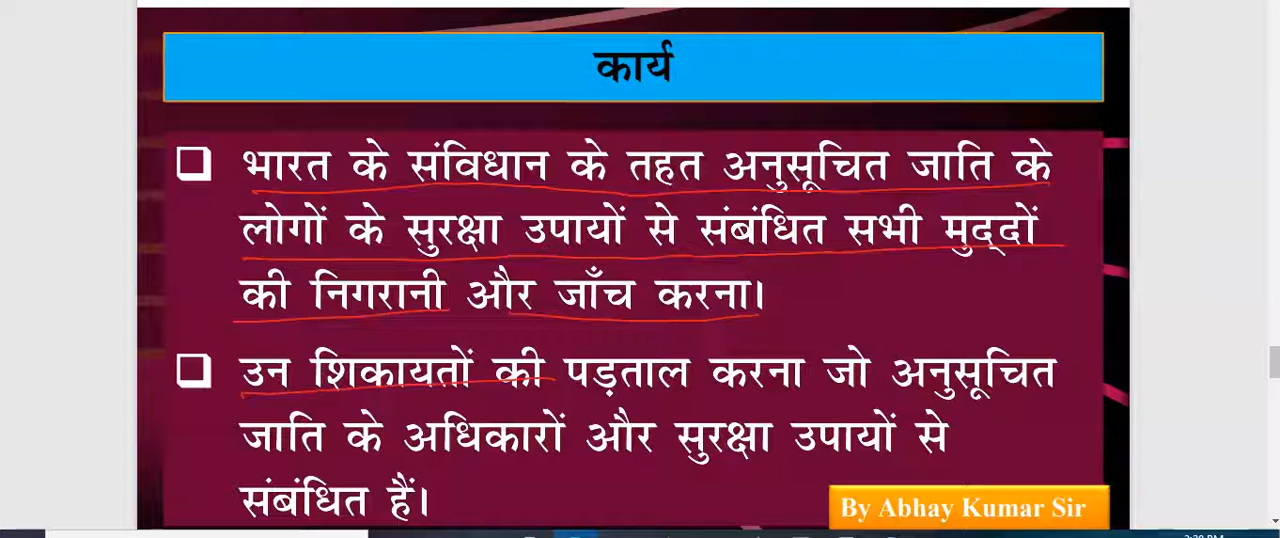 कार्य
❑ भारत के संविधान के तहत अनुसूचित जाति के
लोगों के सुरक्षा उपायों से संबंधित सभी मुद्‌दों
की निगरानी और जाँच करना।
❑ उन शिकायतों की पड़ताल करना जो अनुसूचित
जाति के अधिकारों और सुरक्षा उपायों से
संबंधित हैं।
By Abhay Kumar Sir